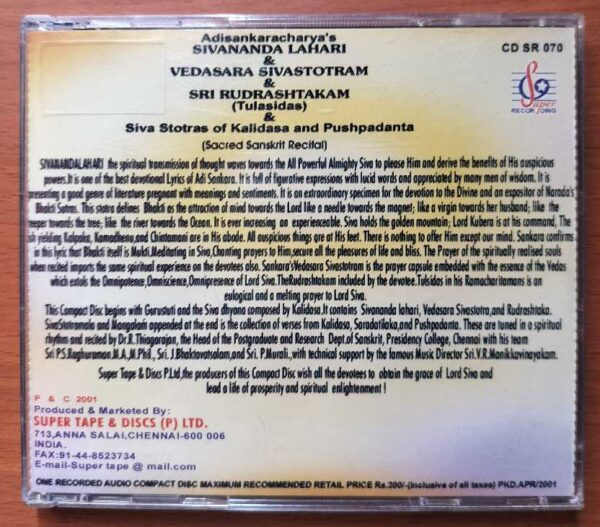 Adisankaracharya's
SIVANANDA LAHARI
&
VEDASARA SIVASTOTRAM
&
SRI RUDRASHTAKAM
(Tulasidas)
&
Siva Stotras of Kalidasa and Pushpadanta
(Sacred Sanskrit Recital)
CD SR 070
Super
RECORDING
SIVANANDALAHARI the spiritual transmission of thought waves towards the All Powerful Almighty Siva to please Him and derive the benefits of His auspicious
powers.It is one of the best devotional Lyrics of Adi Sankara. It is full of figurative expressions with lucid words and appreciated by many men of wisdom. It is
presenting a good genre of literature pregnant with meanings and sentiments. It is an extraordinary specimen for the devotion to the Divine and an expositor of Narada's
Bhakti Sutras. This stotra defines Bhakti as the attraction of mind towards the Lord like a needle towards the magnet; like a virgin towards her husband; like the
eeper towards the tree; like the river towards the Ocean. It is ever increasing an experienceable. Siva holds the golden mountain; Lord Kubera is at his command, The
sh yielding Kalpaka, Kamadhenu,and Chintamani are in His abode. All auspicious things are at His feet. There is nothing to offer Him except our mind. Sankara confirms
in this lyric that Bhakti itself is Mukti.Meditating in Siva,Chanting prayers to Him,secure all the pleasures of life and bliss. The Prayer of the spiritually realised souls
when recited imports the same spiritual experience on the devotees also. Sankara'sVedasara Sivastotram is the prayer capsule embedded with the essence of the Vedas
which extols the Omnipotence,Omniscience,Omnipresence of Lord Siva.TheRudrashtakam included by the devotee.Tulsidas in his Ramacharitamams is an
eulogical and a melting prayer to Lord Siva.
This Compact Disc begins with Gurustuti and the Siva dhyana composed by Kalidasa.It contains Sivananda lahari, Vedasara Sivastotra,and Rudrastaka.
SivaStotramala and Mangalam appended at the end is the collection of verses from Kalidasa, Saradatilaka,and Pushpadanta. These are tuned in a spiritual
rhythm and recited by Dr.R.Thiagarajan, the Head of the Postgraduate and Research Dept.of Sanskrit, Presidency College, Chennai with his team
Sri P.S.Raghuraman.M.A.,M.Phil., Sri. J.Bhaktavatsalam,and Sri. P.Murali.,with technical support by the famous Music Director Sri.V.R.Manikkavinayakam.
Super Tape & Discs P.Ltd,the producers of this Compact Disc wish all the devotees to obtain the grace of Lord Siva and
lead a life of prosperity and spiritual enlightenment !
P & C 2001
Produced & Marketed By:
SUPER TAPE & DISCS (P) LTD.
713,ANNA SALAI,CHENNAI-600 006
INDIA.
FAX:91-44-8523734
E-mail-Super tape @ mail.com
ONE RECORDED AUDIO COMPACT DISC MAXIMUM RECOMMENDED RETAIL PRICE Rs.200/-(Inclusive of all taxes) PKD.APR/2001